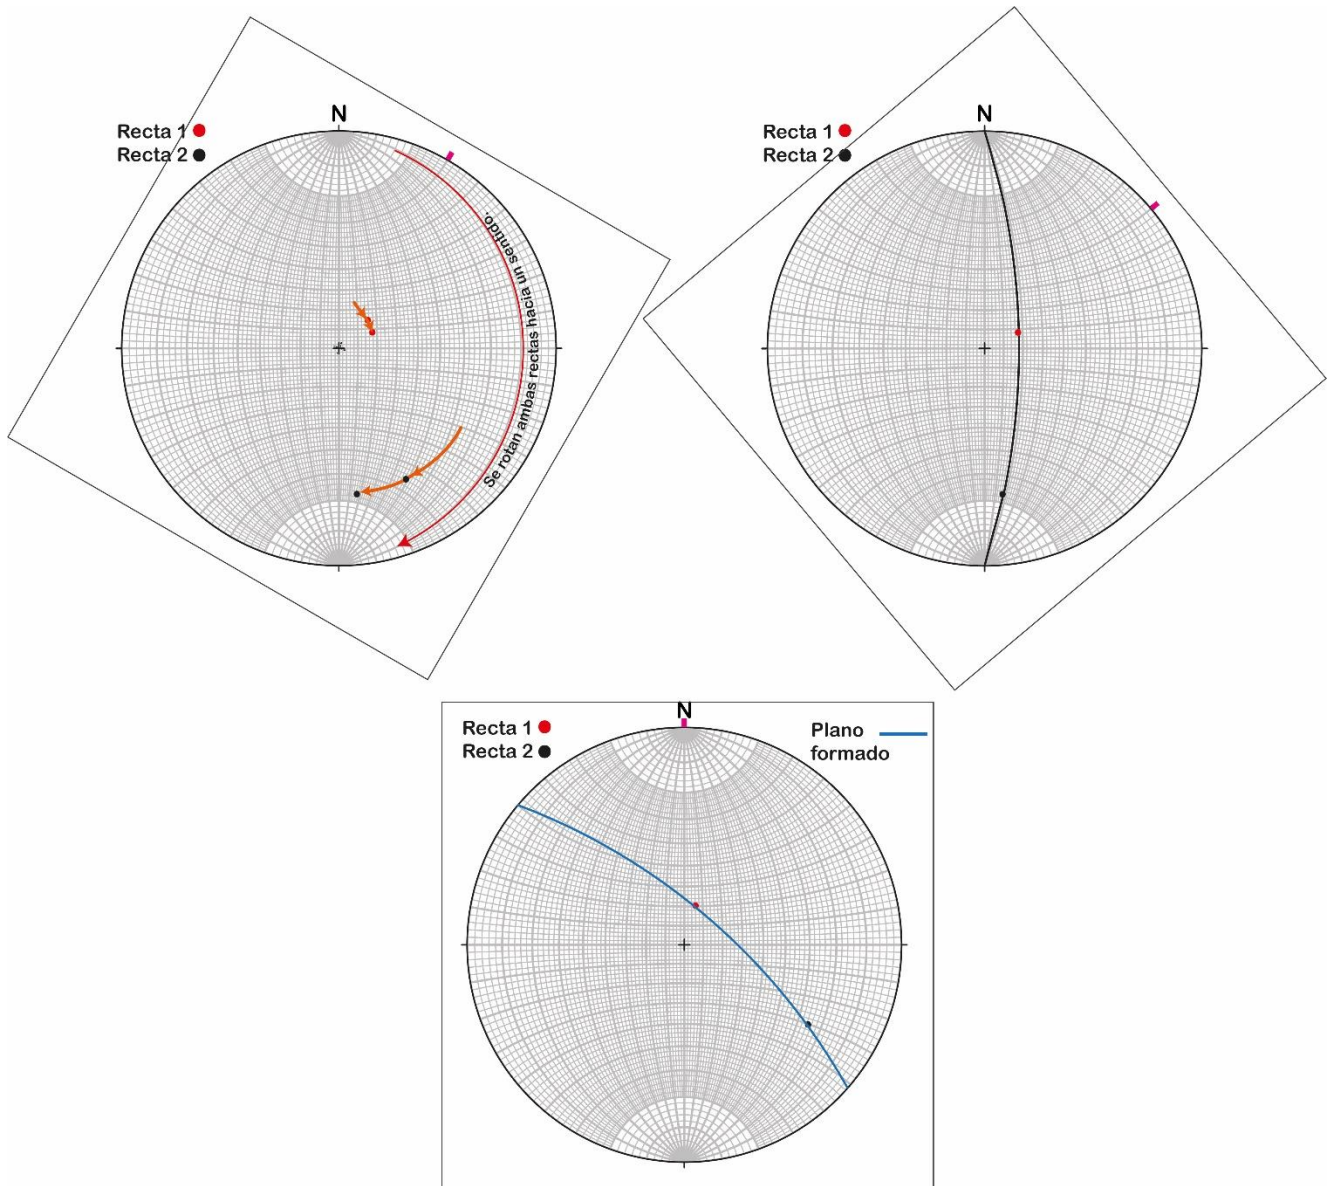 N
Recta 1
Recta 2
Se rotan ambas rectas hacia un sentido.
N
Recta 1
Recta 2
N
Recta 1
Recta 2
Plano
formado